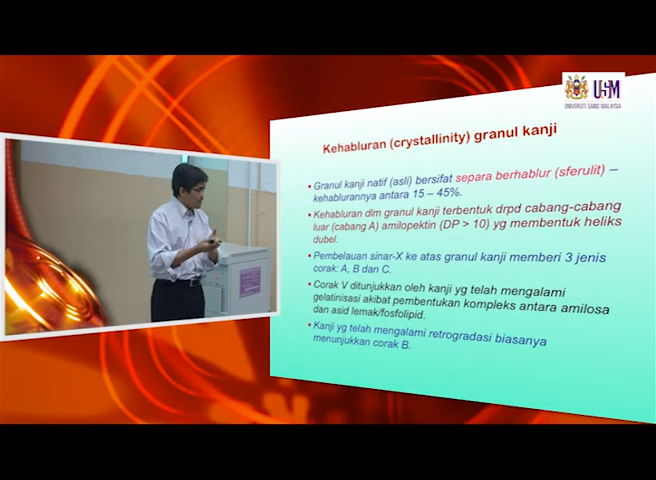 USM
UNIVERSITI SAINS MALAYSIA
Kehabluran (crystallinity) granul kanji
• Granul kanji natif (asli) bersifat separa berhablur (sferulit) –
kehablurannya antara 15 – 45%.
• Kehabluran dlm granul kanji terbentuk drpd cabang-cabang
luar (cabang A) amilopektin (DP > 10) yg membentuk heliks
dubel.
• Pembelauan sinar-X ke atas granul kanji memberi 3 jenis
corak: A, B dan C.
• Corak V ditunjukkan oleh kanji yg telah mengalami
gelatinisasi akibat pembentukan kompleks antara amilosa
dan asid lemak/fosfolipid.
• Kanji yg telah mengalami retrogradasi biasanya
menunjukkan corak B.